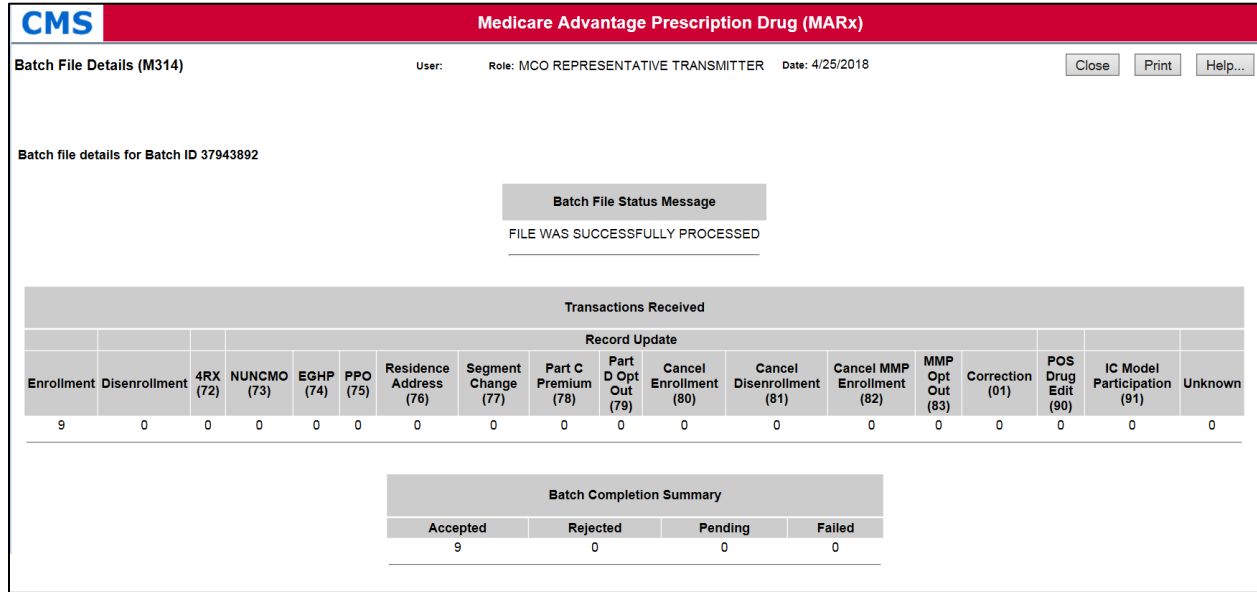 CMS Medicare Advantage Prescription Drug (MARx)
Batch File Details (M314) User: Role: MCO REPRESENTATIVE TRANSMITTER Date: 4/25/2018 Close Print Help...
Batch file details for Batch ID 37943892
Batch File Status Message
FILE WAS SUCCESSFULLY PROCESSED
Transactions Received
Record Update
Enrollment Disenrollment 4RX (72) NUNCMO (73) EGHP (74) PPO (75) Residence Address (76) Segment Change (77) Part C Premium (78) Part D Opt Out (79) Cancel Enrollment (80) Cancel Disenrollment (81) Cancel MMP Enrollment (82) MMP Opt Out (83) Correction (01) POS Drug Edit (90) IC Model Participation (91) Unknown
9 0 0 0 0 0 0 0 0 0 0 0 0 0 0 0 0 0
Batch Completion Summary
Accepted Rejected Pending Failed
9 0 0 0